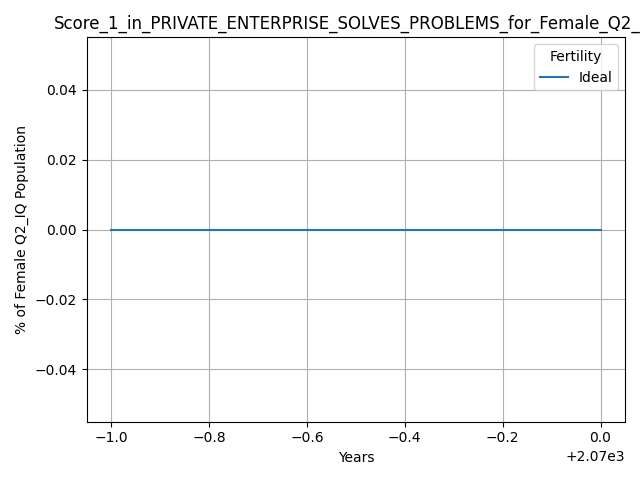 Score_1_in_PRIVATE_ENTERPRISE_SOLVES_PROBLEMS_for_Female_Q2_
Fertility
Ideal
% of Female Q2_IQ Population
0.04
0.02
0.00
−0.02
−0.04
−1.0 −0.8 −0.6 −0.4 −0.2 0.0
Years
+2.07e3